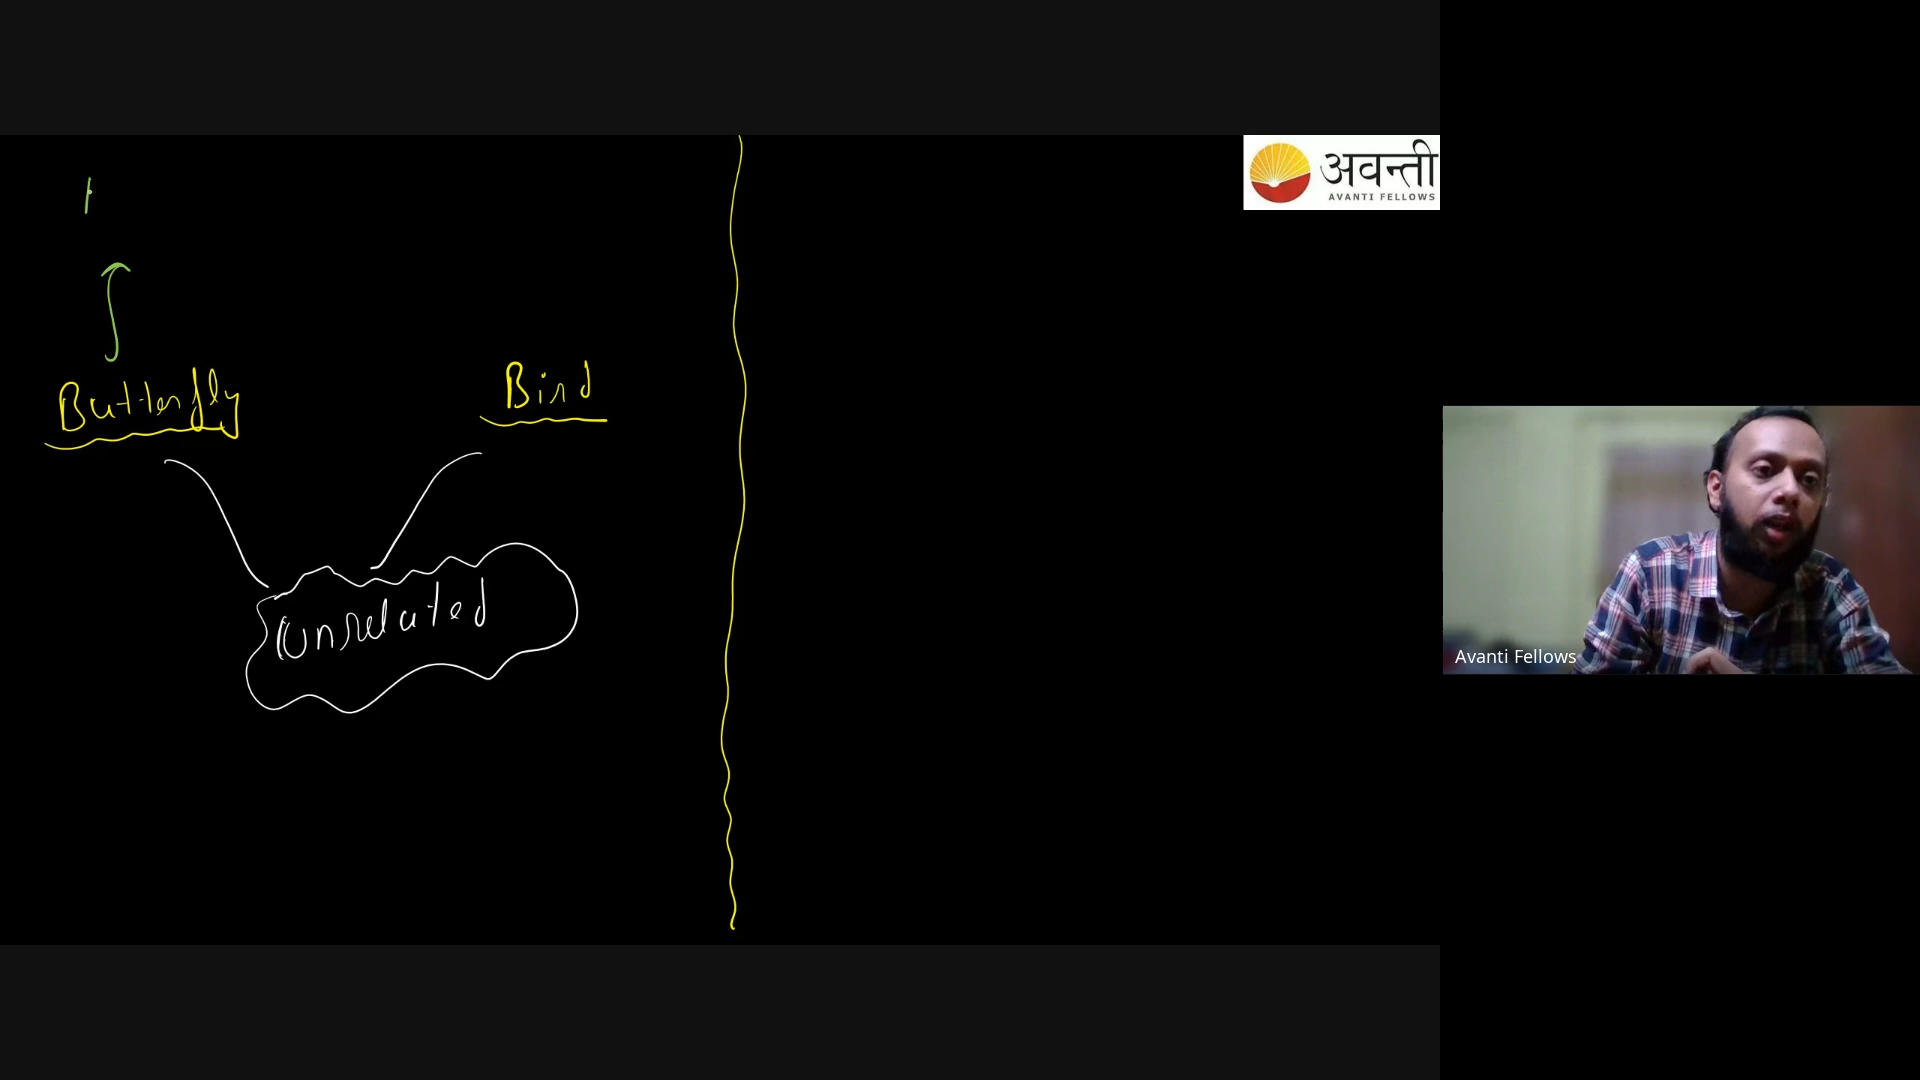 अवन्ती
AVANTI FELLOWS
Butterfly
Bird
Unrelated
Avanti Fellows